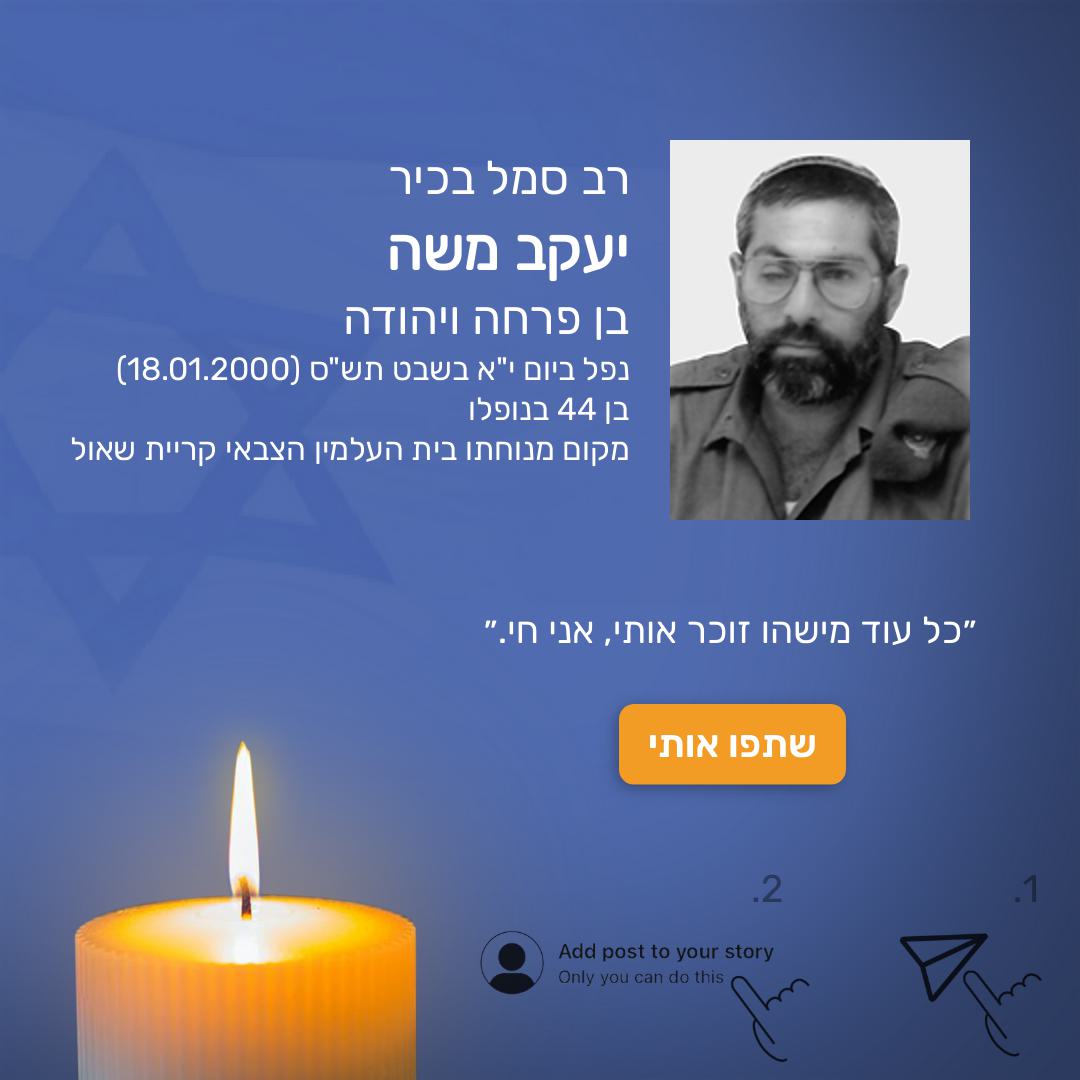 רב סמל בכיר
יעקב משה
בן פרחה ויהודה
נפל ביום י"א בשבט תש"ס (18.01.2000)
בן 44 בנופלו
מקום מנוחתו בית העלמין הצבאי קריית שאול
״כל עוד מישהו זוכר אותי, אני חי.״
שתפו אותי
.1
.2
Add post to your story
Only you can do this